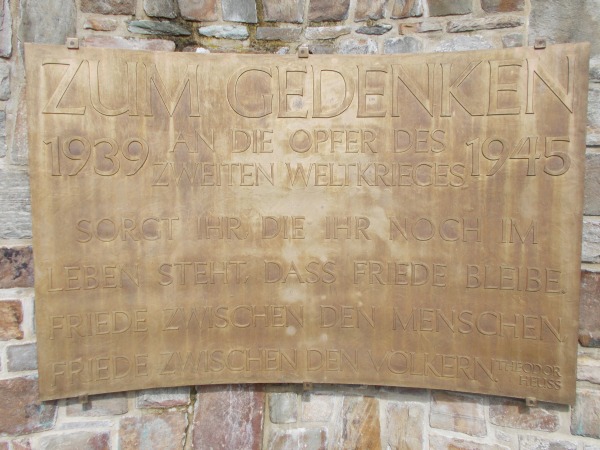 ZUM GEDENKEN
1939 AN DIE OPFER DES 1945
ZWEITEN WELTKRIEGES
SORGT IHR DIE IHR NOCH IM
LEBEN STEHT, DASS FRIEDE BLEIBE.
FRIEDE ZWISCHEN DEN MENSCHEN.
FRIEDE ZWISCHEN DEN VÖLKERN. THEODOR
HEUSS